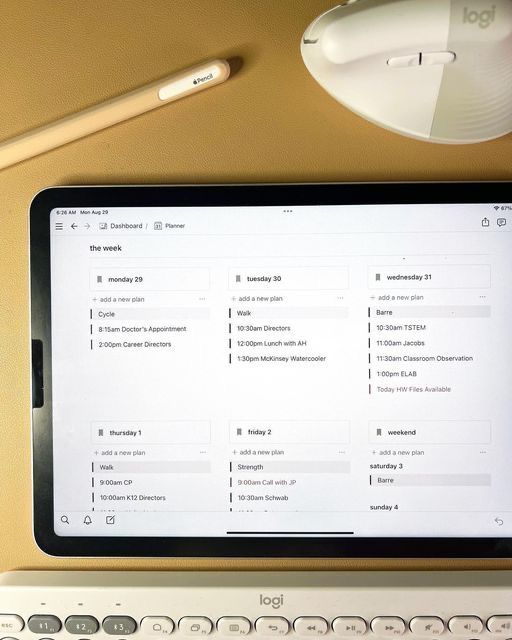 logi
Pencil
6:26 AM Mon Aug 29
67%
Dashboard / Planner
the week
monday 29
+ add a new plan
Cycle
8:15am Doctor's Appointment
2:00pm Career Directors
tuesday 30
+ add a new plan
Walk
10:30am Directors
12:00pm Lunch with AH
1:30pm McKinsey Watercooler
wednesday 31
+ add a new plan
Barre
10:30am TSTEM
11:00am Jacobs
11:30am Classroom Observation
1:00pm ELAB
Today HW Files Available
thursday 1
+ add a new plan
Walk
9:00am CP
10:00am K12 Directors
friday 2
+ add a new plan
Strength
9:00am Call with JP
10:30am Schwab
weekend
+ add a new plan
saturday 3
Barre
sunday 4
logi
esc
1
2
3